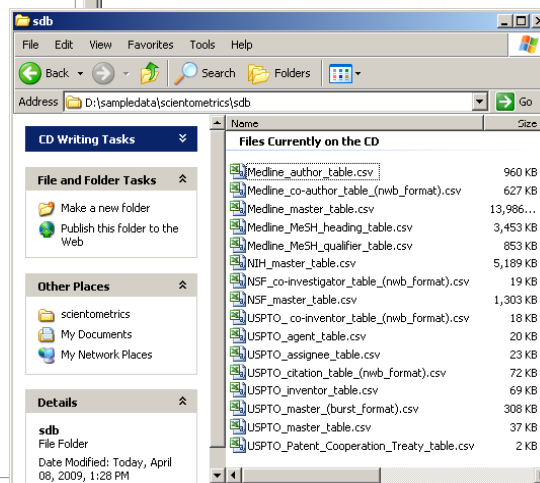 sdb
File Edit View Favorites Tools Help
Back Search Folders
Address D:\sampledata\scientometrics\sdb Go
CD Writing Tasks
File and Folder Tasks
Make a new folder
Publish this folder to the
Web
Other Places
scientometrics
My Documents
My Network Places
Details
sdb
File Folder
Date Modified: Today, April
08, 2009, 1:28 PM
Name Size
Files Currently on the CD
Medline_author_table.csv 960 KB
Medline_co-author_table_(nwb_format).csv 627 KB
Medline_master_table.csv 13,986...
Medline_MeSH_heading_table.csv 3,453 KB
Medline_MeSH_qualifier_table.csv 853 KB
NIH_master_table.csv 5,189 KB
NSF_co-investigator_table_(nwb_format).csv 19 KB
NSF_master_table.csv 1,303 KB
USPTO_ co-inventor_table_(nwb_format).csv 18 KB
USPTO_agent_table.csv 20 KB
USPTO_assignee_table.csv 23 KB
USPTO_citation_table_(nwb_format).csv 72 KB
USPTO_inventor_table.csv 69 KB
USPTO_master_(burst_format).csv 308 KB
USPTO_master_table.csv 37 KB
USPTO_Patent_Cooperation_Treaty_table.csv 2 KB